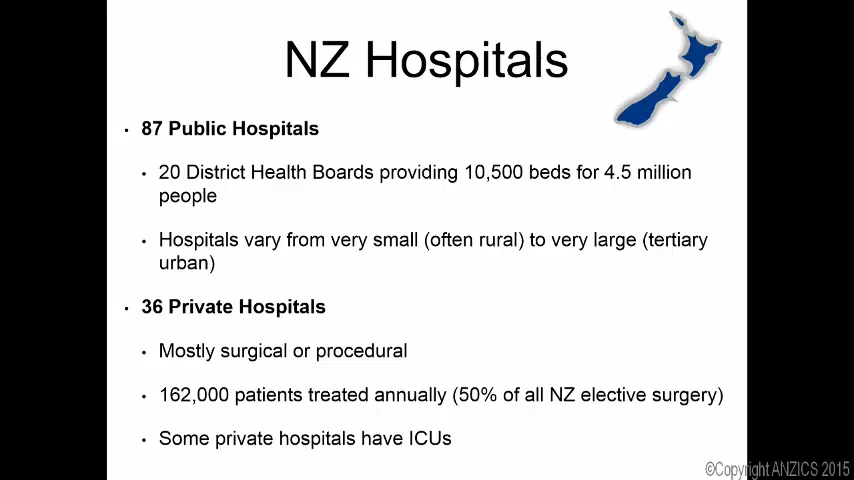 NZ Hospitals
• 87 Public Hospitals
• 20 District Health Boards providing 10,500 beds for 4.5 million
people
• Hospitals vary from very small (often rural) to very large (tertiary
urban)
• 36 Private Hospitals
• Mostly surgical or procedural
• 162,000 patients treated annually (50% of all NZ elective surgery)
• Some private hospitals have ICUs
©Copyright ANZICS 2015